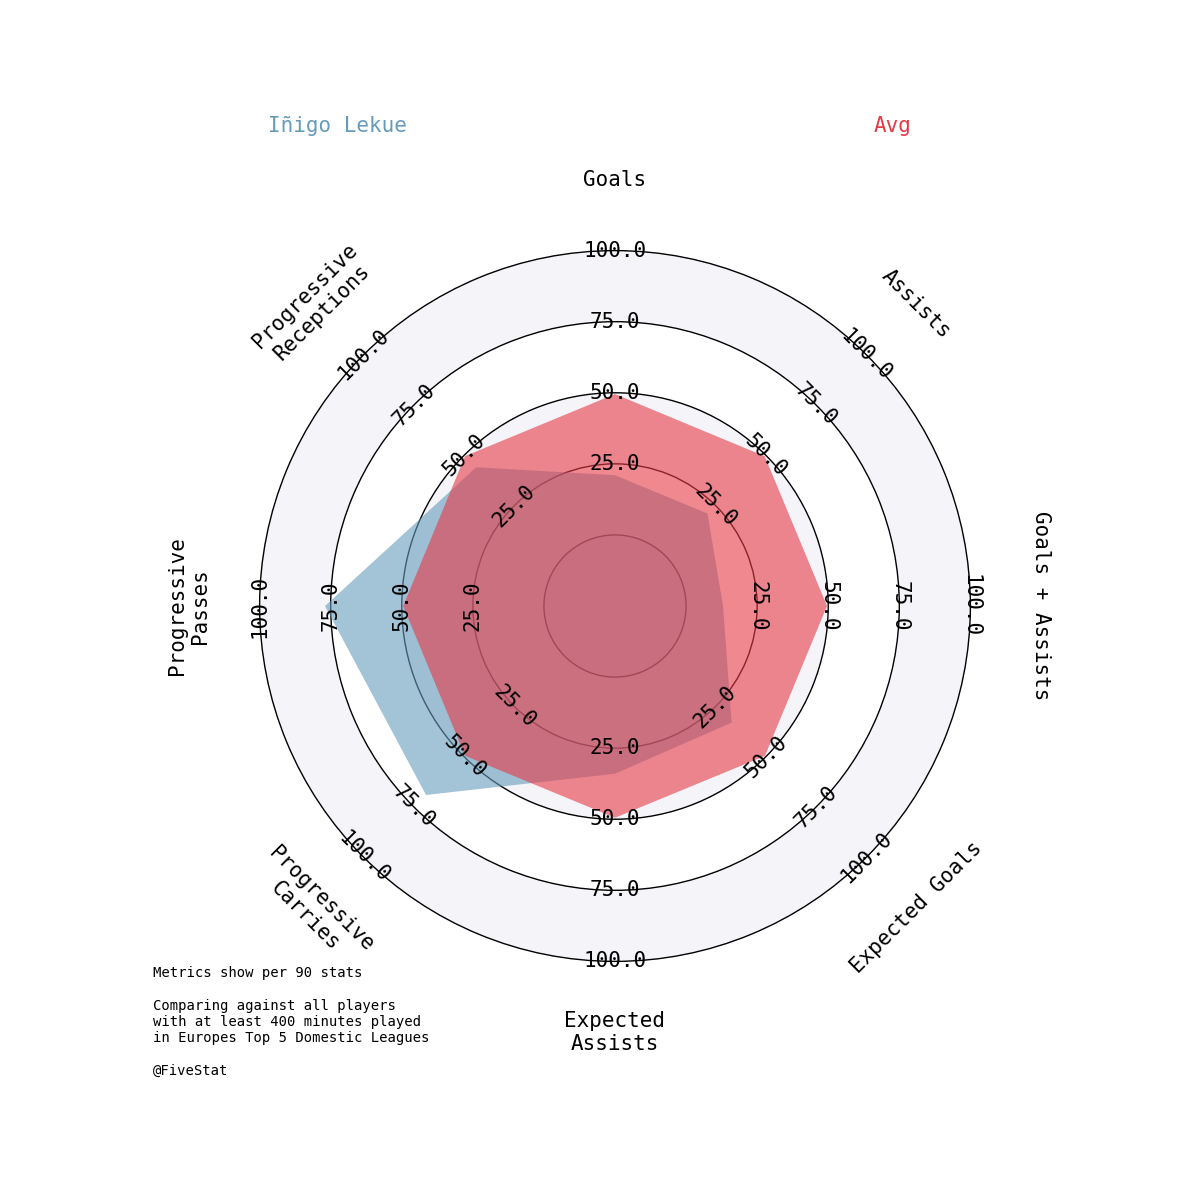 Iñigo Lekue
Avg
Goals
Assists
Goals + Assists
Expected Goals
Expected
Assists
Progressive
Carries
Progressive
Passes
Progressive
Receptions
100.0
75.0
50.0
25.0
100.0
75.0
50.0
25.0
100.0
75.0
50.0
25.0
100.0
75.0
50.0
25.0
100.0
75.0
50.0
25.0
100.0
75.0
50.0
25.0
100.0
75.0
50.0
25.0
100.0
75.0
50.0
25.0
Metrics show per 90 stats
Comparing against all players
with at least 400 minutes played
in Europes Top 5 Domestic Leagues
@FiveStat